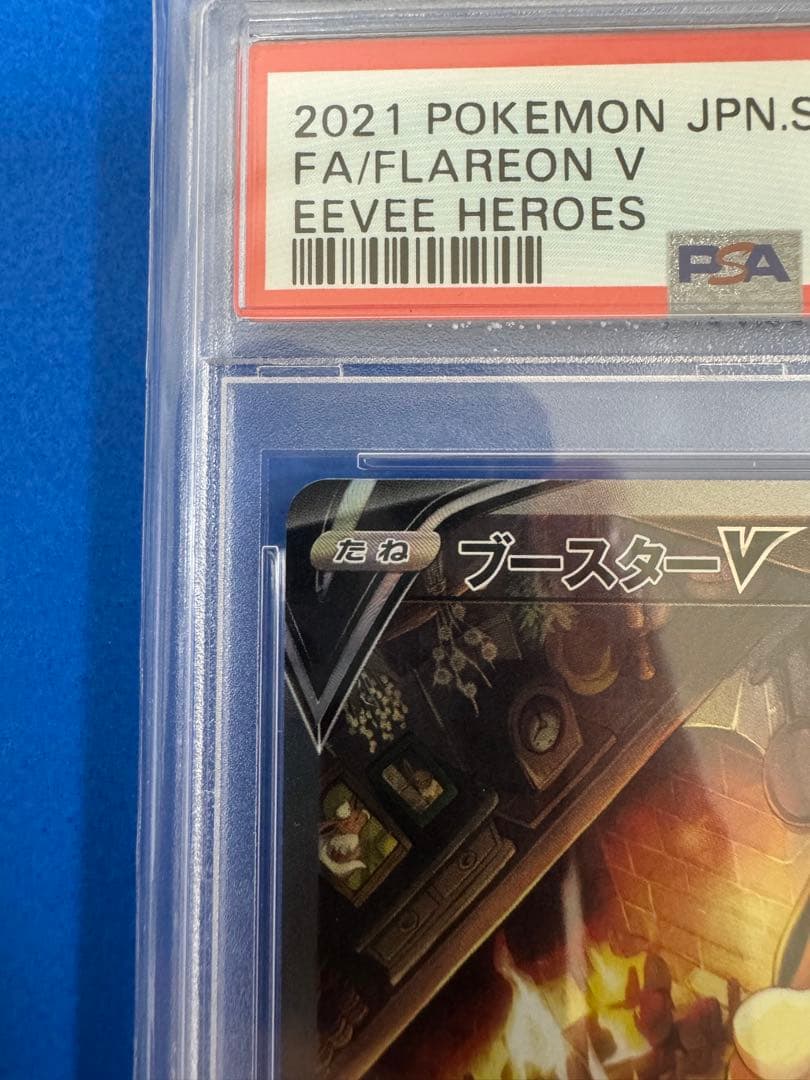 2021 POKEMON JPN.S
FA/FLAREON V
EEVEE HEROES
PSA
たね ブースターV